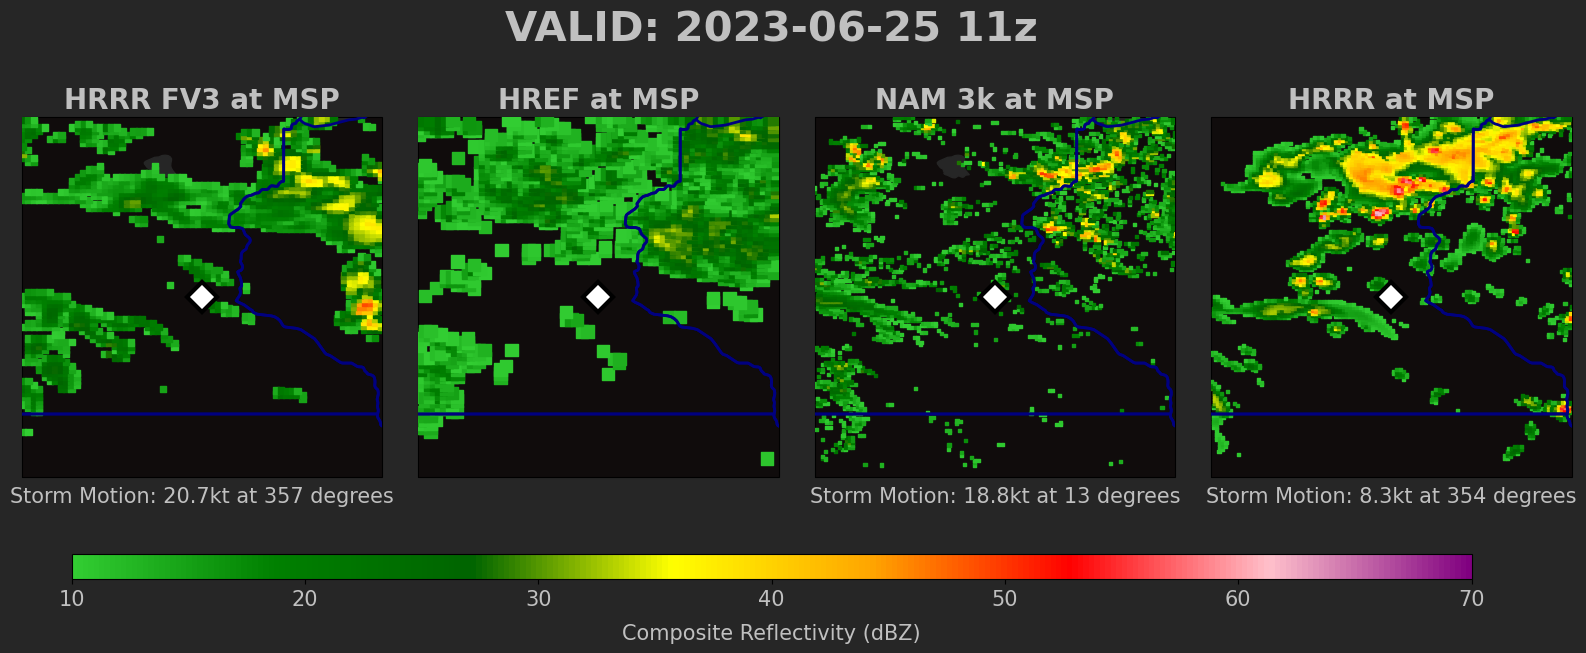 VALID: 2023-06-25 11z
HRRR FV3 at MSP
HREF at MSP
NAM 3k at MSP
HRRR at MSP
Storm Motion: 20.7kt at 357 degrees
Storm Motion: 18.8kt at 13 degrees
Storm Motion: 8.3kt at 354 degrees
10 20 30 40 50 60 70
Composite Reflectivity (dBZ)